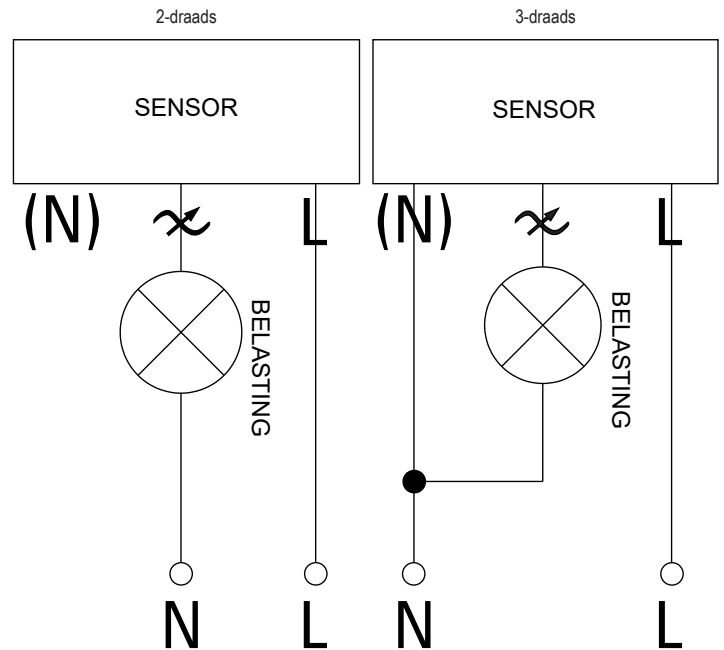 2-draads
3-draads
SENSOR
SENSOR
(N)
L
(N)
L
BELASTING
BELASTING
N
L
N
L